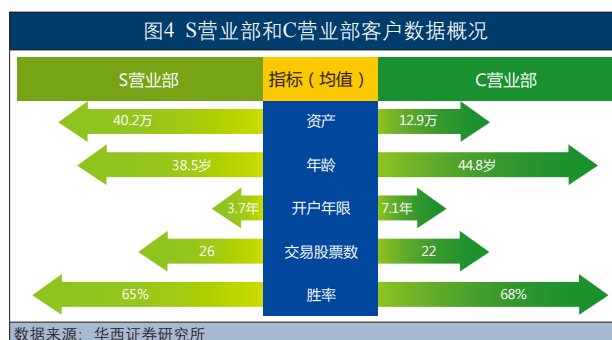 图4 S营业部和C营业部客户数据概况
S营业部 指标（均值） C营业部
40.2万 资产 12.9万
38.5岁 年龄 44.8岁
3.7年 开户年限 7.1年
26 交易股票数 22
65% 胜率 68%
数据来源：华西证券研究所